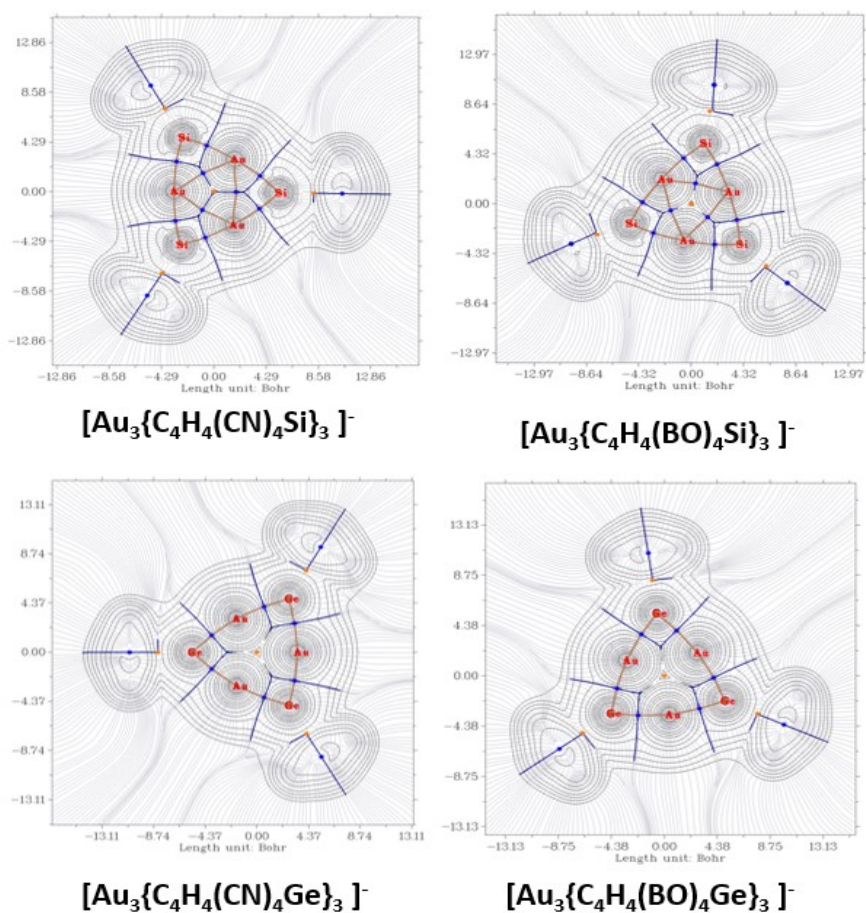 12.86
8.58
4.29
Si
Au
0.00
Au
Si
Au
−4.29
Si
−8.58
−12.86
−12.86 −8.58 −4.29 0.00 4.29 8.58 12.86
Length unit: Bohr
[Au₃{C₄H₄(CN)₄Si}₃ ]⁻
12.97
8.64
4.32
Si
Au
Au
0.00
Si
Au
Si
−4.32
−8.64
−12.97
−12.97 −8.64 −4.32 0.00 4.32 8.64 12.97
Length unit: Bohr
[Au₃{C₄H₄(BO)₄Si}₃ ]⁻
13.11
8.74
4.37
Ge
Au
0.00
Ge
Au
Au
−4.37
Ge
−8.74
−13.11
−13.11 −8.74 −4.37 0.00 4.37 8.74 13.11
Length unit: Bohr
[Au₃{C₄H₄(CN)₄Ge}₃ ]⁻
13.13
8.75
Ge
4.38
Au
Au
0.00
Ge
Ge
Au
−4.38
−8.75
−13.13
−13.13 −8.75 −4.38 0.00 4.38 8.75 13.13
Length unit: Bohr
[Au₃{C₄H₄(BO)₄Ge}₃ ]⁻